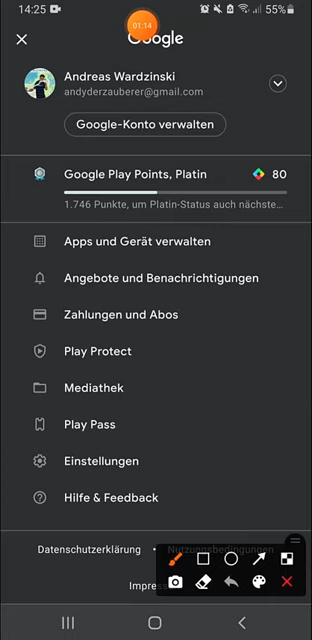 14:25
55%
01:14
Google
Andreas Wardzinski
andyderzauberer@gmail.com
Google-Konto verwalten
Google Play Points, Platin
80
1.746 Punkte, um Platin-Status auch nächste...
Apps und Gerät verwalten
Angebote und Benachrichtigungen
Zahlungen und Abos
Play Protect
Mediathek
Play Pass
Einstellungen
Hilfe & Feedback
Datenschutzerklärung • Nutzungsbedingungen
Impres